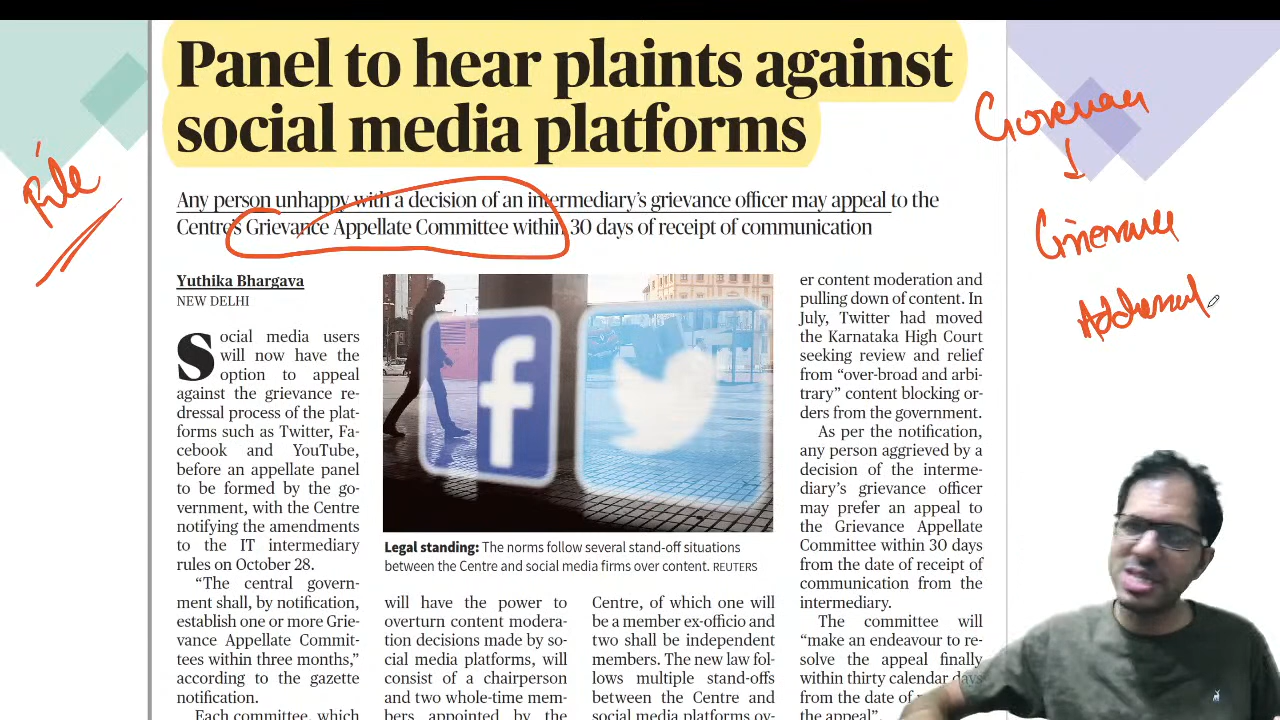 Panel to hear plaints against
social media platforms
Any person unhappy with a decision of an intermediary's grievance officer may appeal to the
Centre's Grievance Appellate Committee within 30 days of receipt of communication
Yuthika Bhargava
NEW DELHI
Social media users
will now have the
option to appeal
against the grievance re-
dressal process of the plat-
forms such as Twitter, Fa-
cebook and YouTube,
before an appellate panel
to be formed by the go-
vernment, with the Centre
notifying the amendments
to the IT intermediary
rules on October 28.
"The central govern-
ment shall, by notification,
establish one or more Grie-
vance Appellate Commit-
tees within three months,"
according to the gazette
notification.
Each committee, which
Legal standing: The norms follow several stand-off situations
between the Centre and social media firms over content. REUTERS
will have the power to
overturn content modera-
tion decisions made by so-
cial media platforms, will
consist of a chairperson
and two whole-time mem-
bers appointed by the
Centre, of which one will
be a member ex-officio and
two shall be independent
members. The new law fol-
lows multiple stand-offs
between the Centre and
social media platforms ov-
er content moderation and
pulling down of content. In
July, Twitter had moved
the Karnataka High Court
seeking review and relief
from "over-broad and arbi-
trary" content blocking or-
ders from the government.
As per the notification,
any person aggrieved by a
decision of the interme-
diary's grievance officer
may prefer an appeal to
the Grievance Appellate
Committee within 30 days
from the date of receipt of
communication from the
intermediary.
The committee will
"make an endeavour to re-
solve the appeal finally
within thirty calendar days
from the date of
the appeal".
Grievance